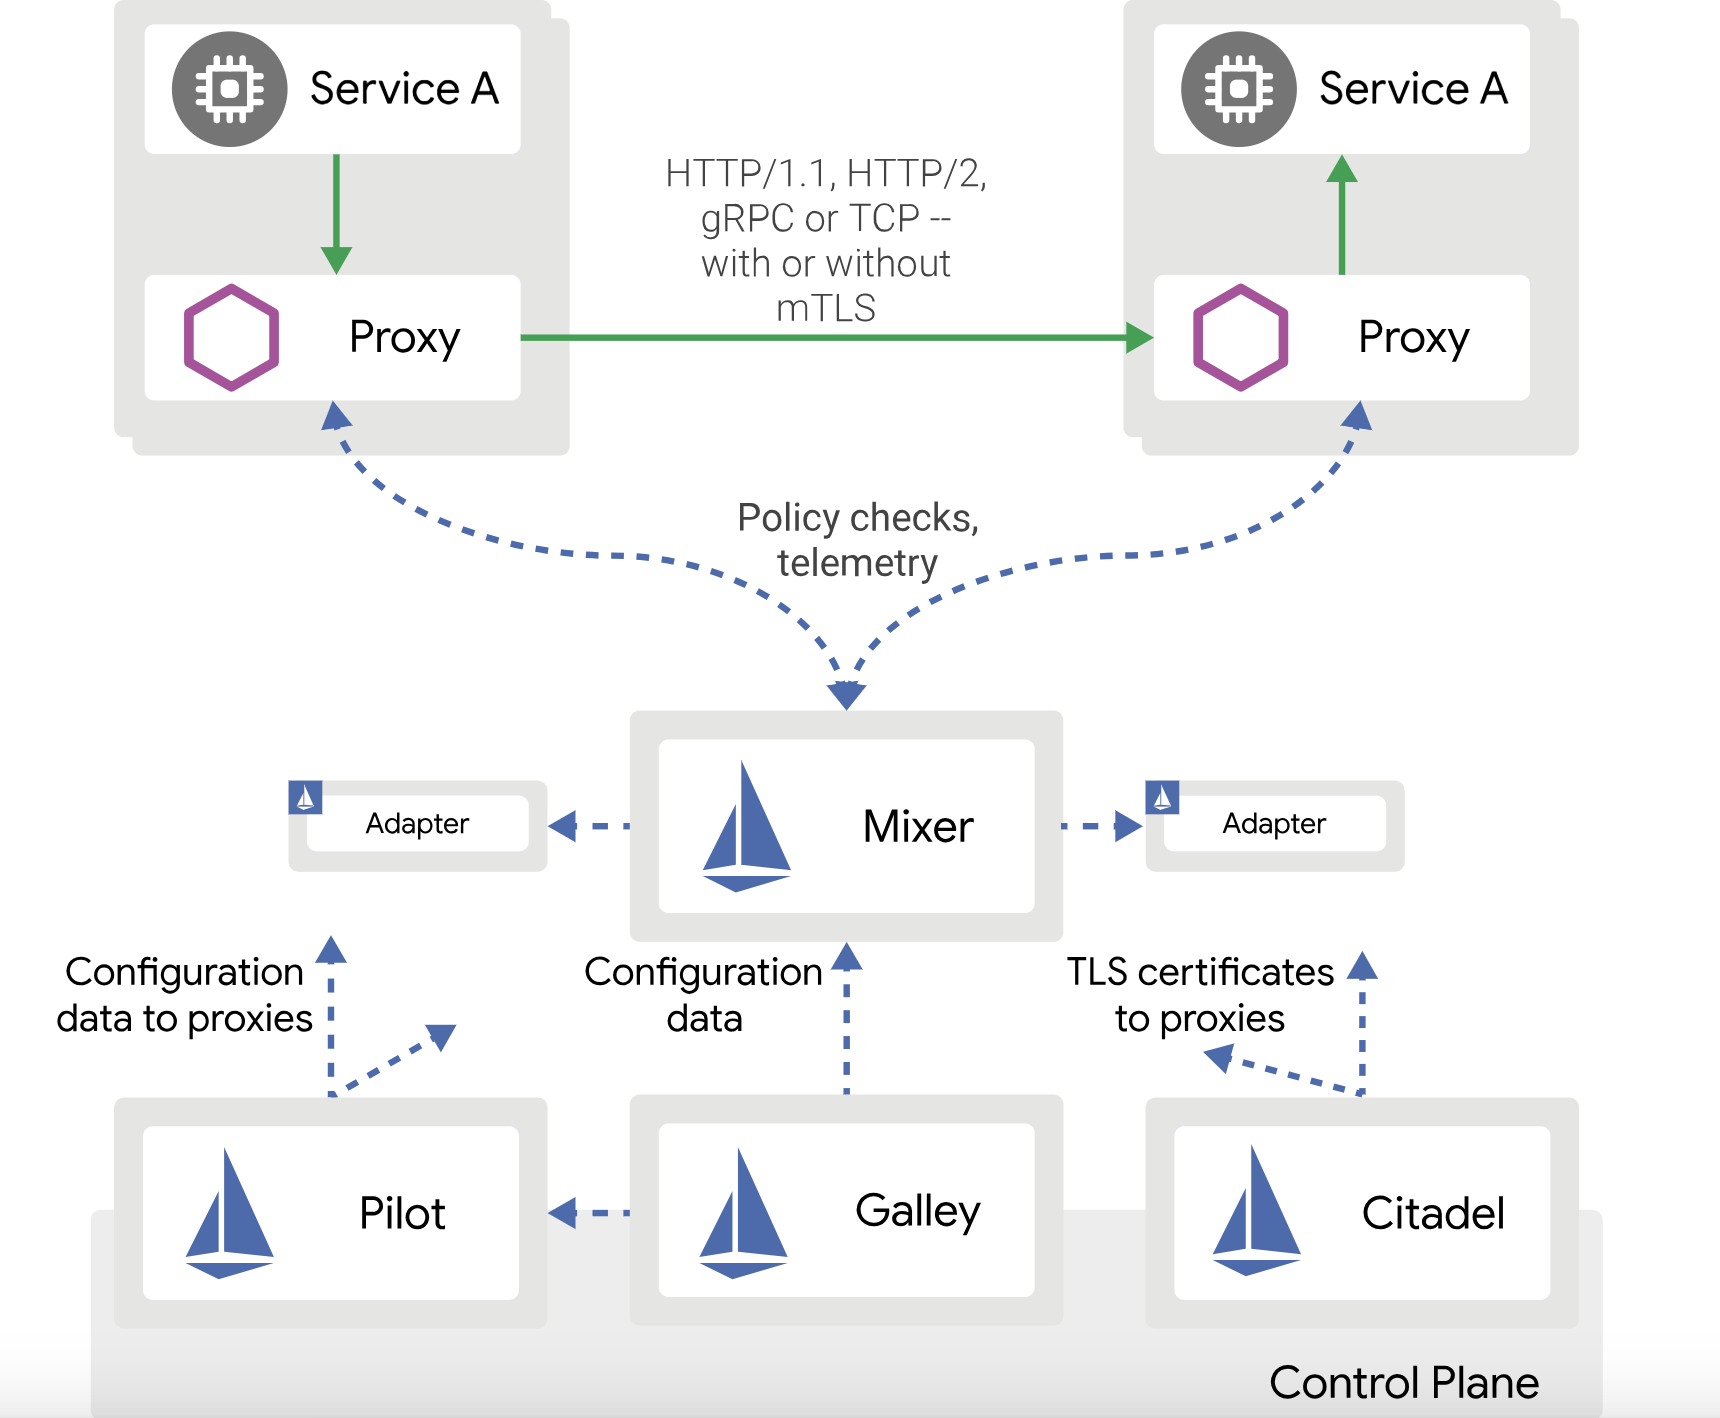 Service A
Service A
HTTP/1.1, HTTP/2,
gRPC or TCP --
with or without
mTLS
Proxy
Proxy
Policy checks,
telemetry
Adapter
Mixer
Adapter
Configuration
data to proxies
Configuration
data
TLS certificates
to proxies
Pilot
Galley
Citadel
Control Plane